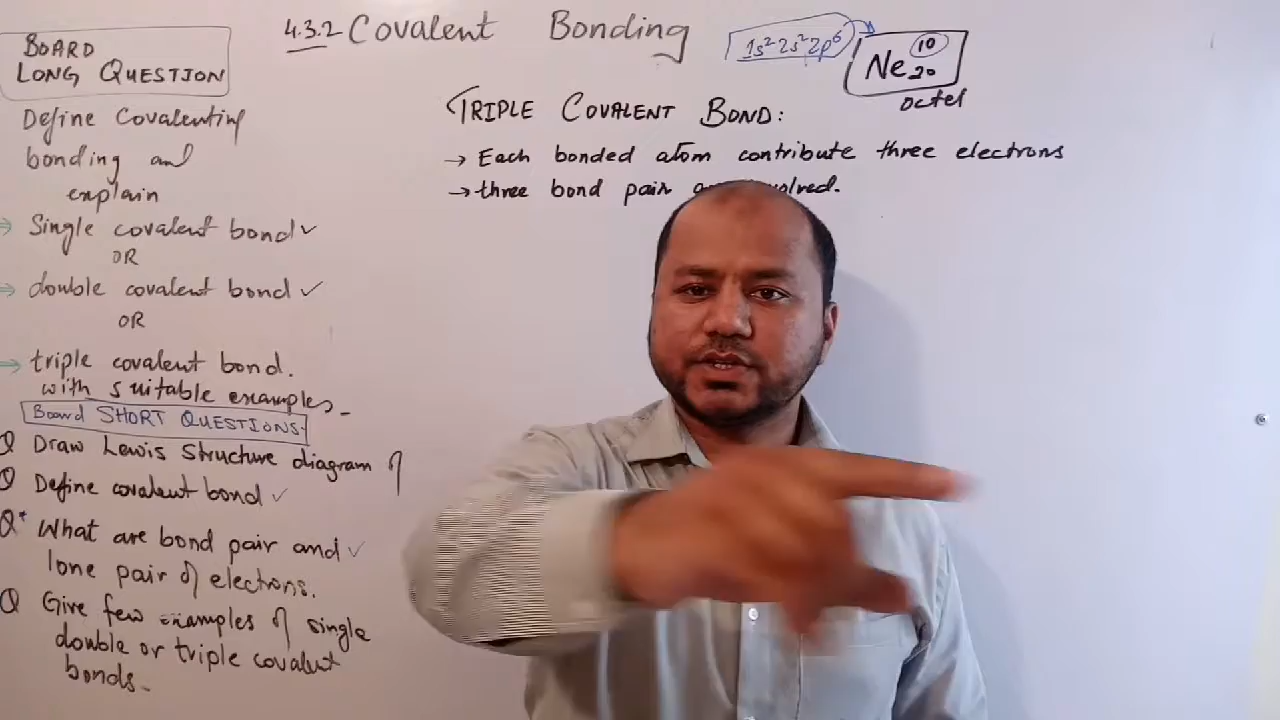 BOARD
LONG QUESTION
Define Covalenting
bonding and
explain
⇒ Single covalent bond ✓
OR
⇒ double covalent bond ✓
OR
⇒ triple covalent bond.
with suitable examples-
Board SHORT QUESTIONS.
Q Draw Lewis Structure diagram of
Q Define covalent bond ✓
Q* What are bond pair and ✓
lone pair of electrons.
Q Give few examples of single
double or triple covalent
bonds-
4.3.2 Covalent Bonding
1s² 2s² 2p⁶
Ne 10
20
octet
TRIPLE COVALENT BOND:
→ Each bonded atom contribute three electrons
→ three bond pair